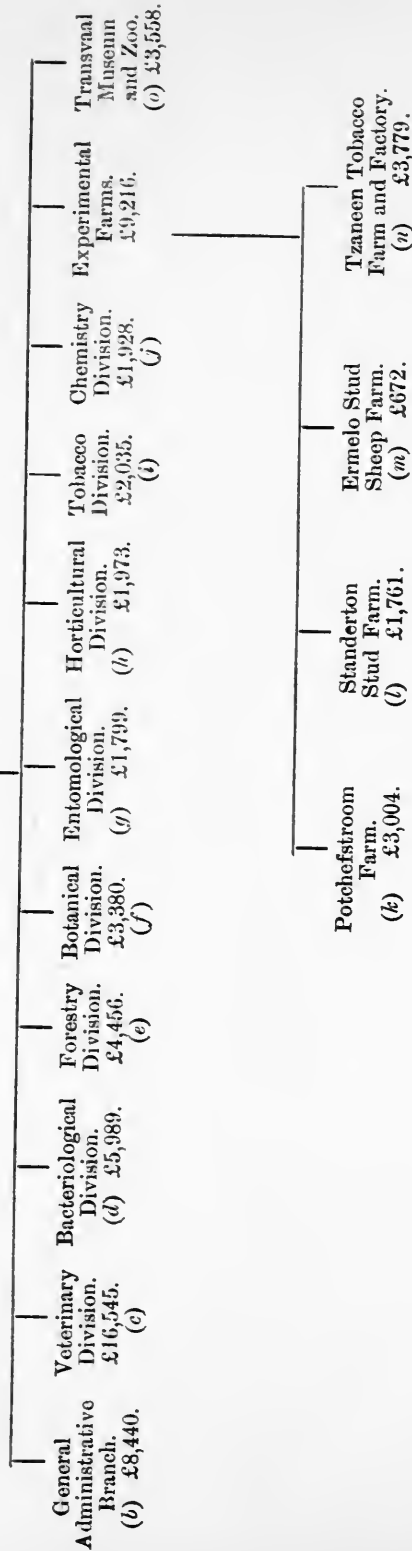 General
Administrative
Branch.
(b) £8,440.
Veterinary
Division.
£16,545.
(c)
Bacteriological
Division.
(d) £5,989.
Forestry
Division.
£4,456.
(e)
Botanical
Division.
£3,380.
(f)
Entomological
Division.
(g) £1,799.
Horticultural
Division.
(h) £1,973.
Tobacco
Division.
£2,035.
(i)
Chemistry
Division.
£1,928.
(j)
Experimental
Farms.
£9,216.
Transvaal
Museum
and Zoo.
(o) £3,558.
Potchefstroom
Farm.
(k) £3,004.
Standerton
Stud Farm.
(l) £1,761.
Ermelo Stud
Sheep Farm.
(m) £672.
Tzaneen Tobacco
Farm and Factory.
(n) £3,779.